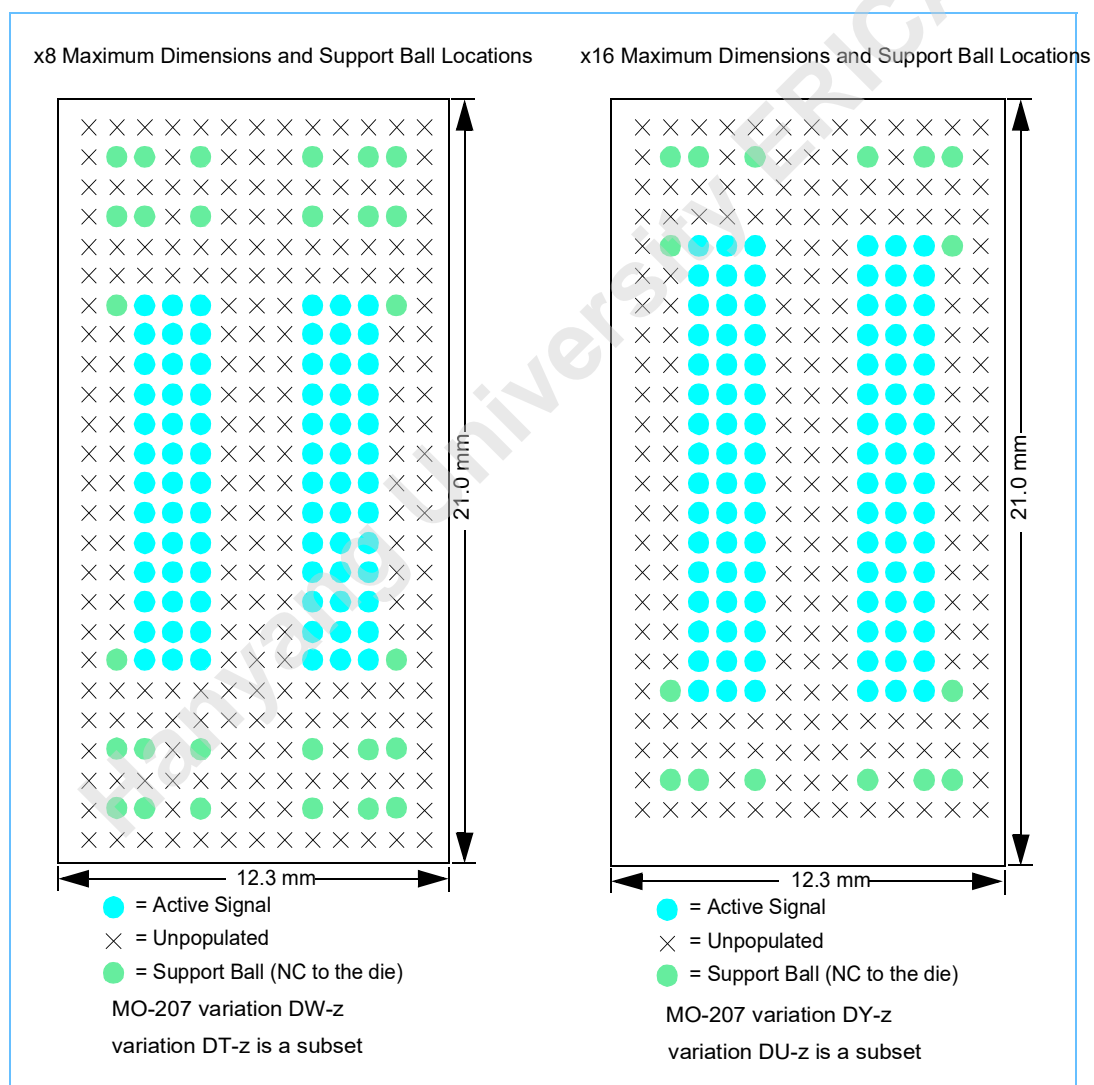 x8 Maximum Dimensions and Support Ball Locations
21.0 mm
12.3 mm
= Active Signal
= Unpopulated
= Support Ball (NC to the die)
MO-207 variation DW-z
variation DT-z is a subset
x16 Maximum Dimensions and Support Ball Locations
21.0 mm
12.3 mm
= Active Signal
= Unpopulated
= Support Ball (NC to the die)
MO-207 variation DY-z
variation DU-z is a subset
Hanyang University ERICA